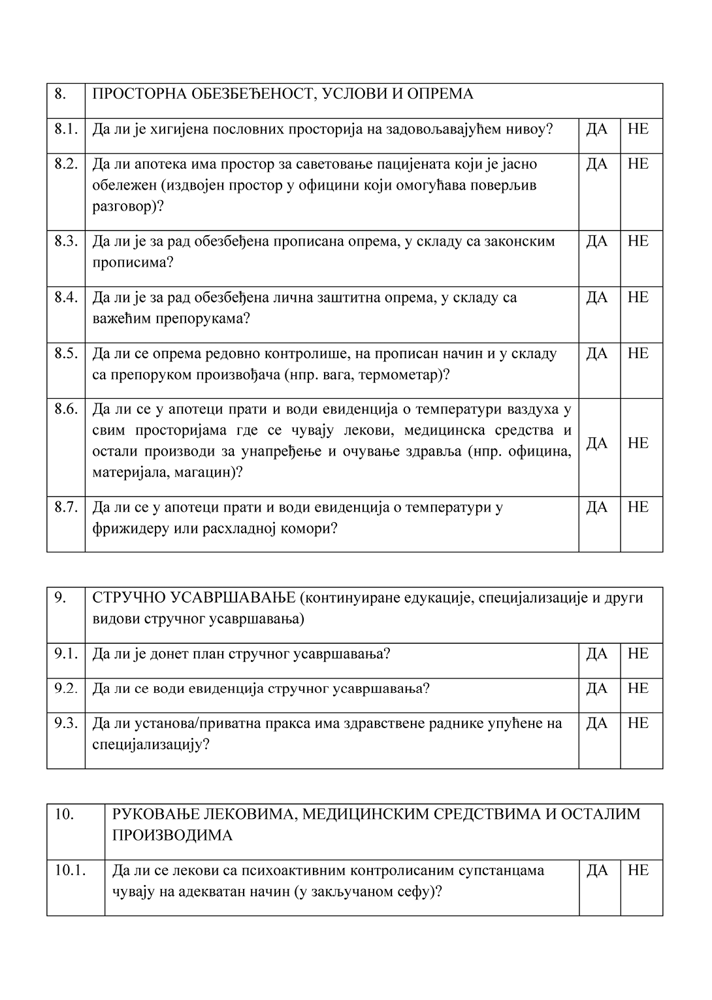 8. ПРОСТОРНА ОБЕЗБЕЂЕНОСТ, УСЛОВИ И ОПРЕМА
8.1. Да ли је хигијена пословних просторија на задовољавајућем нивоу? ДА НЕ
8.2. Да ли апотека има простор за саветовање пацијената који је јасно ДА НЕ
обележен (издвојен простор у официни који омогућава поверљив
разговор)?
8.3. Да ли је за рад обезбеђена прописана опрема, у складу са законским ДА НЕ
прописима?
8.4. Да ли је за рад обезбеђена лична заштитна опрема, у складу са ДА НЕ
важећим препорукама?
8.5. Да ли се опрема редовно контролише, на прописан начин и у складу ДА НЕ
са препоруком произвођача (нпр. вага, термометар)?
8.6. Да ли се у апотеци прати и води евиденција о температури ваздуха у
свим просторијама где се чувају лекови, медицинска средства и
остали производи за унапређење и очување здравља (нпр. официна, ДА НЕ
материјала, магацин)?
8.7. Да ли се у апотеци прати и води евиденција о температури у ДА НЕ
фрижидеру или расхладној комори?
9. СТРУЧНО УСАВРШАВАЊЕ (континуиране едукације, специјализације и други
видови стручног усавршавања)
9.1. Да ли је донет план стручног усавршавања? ДА НЕ
9.2. Да ли се води евиденција стручног усавршавања? ДА НЕ
9.3. Да ли установа/приватна пракса има здравствене раднике упућене на ДА НЕ
специјализацију?
10. РУКОВАЊЕ ЛЕКОВИМА, МЕДИЦИНСКИМ СРЕДСТВИМА И ОСТАЛИМ
ПРОИЗВОДИМА
10.1. Да ли се лекови са психоактивним контролисаним супстанцама ДА НЕ
чувају на адекватан начин (у закључаном сефу)?